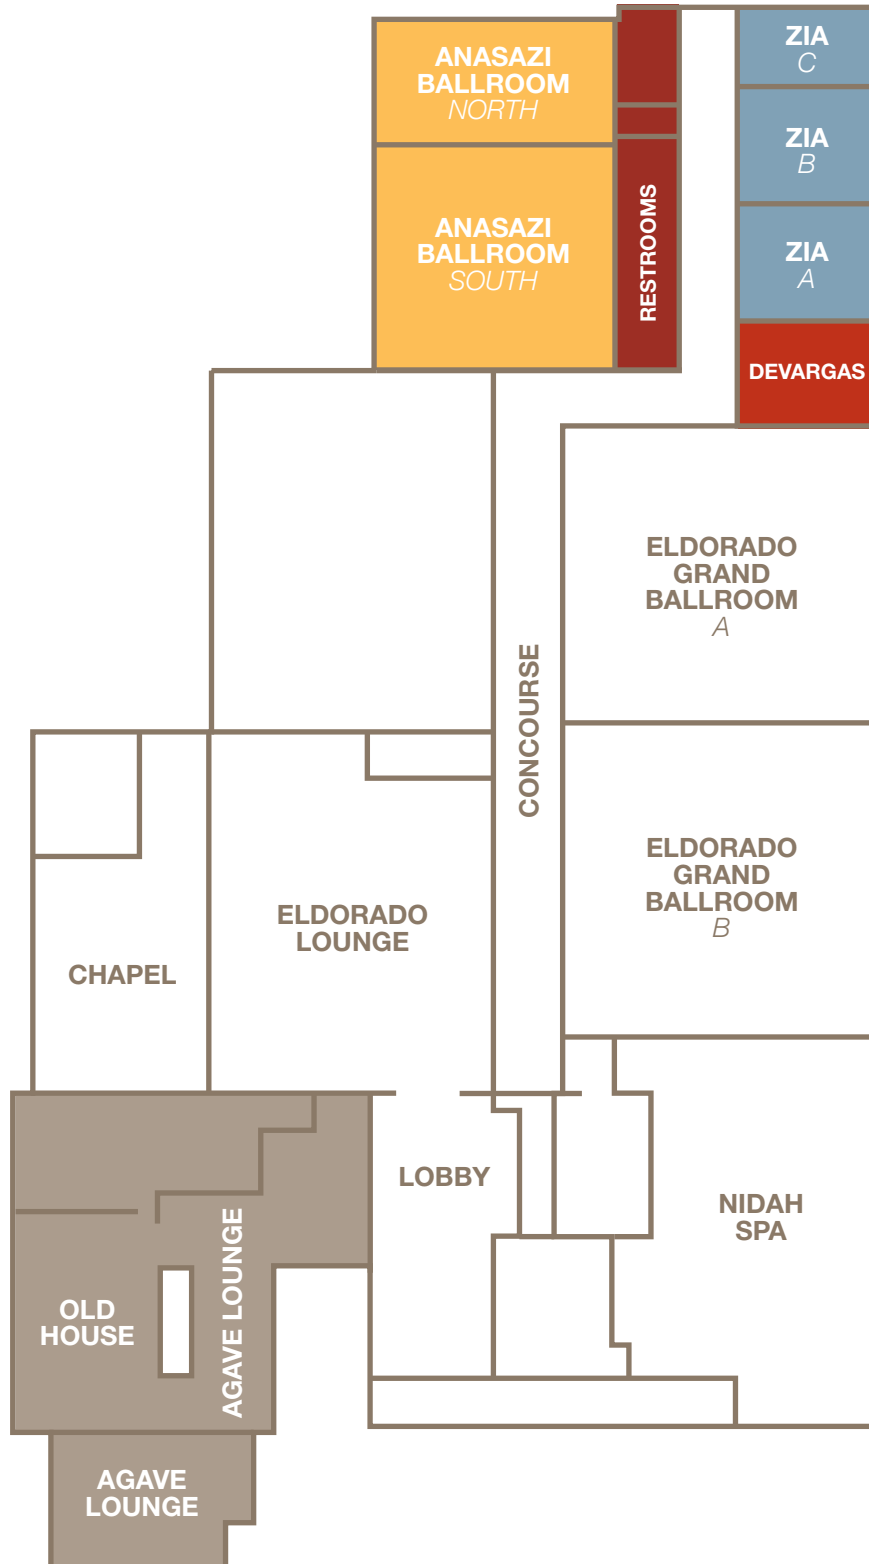 ANASAZI
BALLROOM
NORTH
ZIA
C
ZIA
B
ANASAZI
BALLROOM
SOUTH
RESTROOMS
ZIA
A
DEVARGAS
ELDORADO
GRAND
BALLROOM
A
CONCOURSE
ELDORADO
GRAND
BALLROOM
B
ELDORADO
LOUNGE
CHAPEL
LOBBY
NIDAH
SPA
OLD
HOUSE
AGAVE LOUNGE
AGAVE
LOUNGE